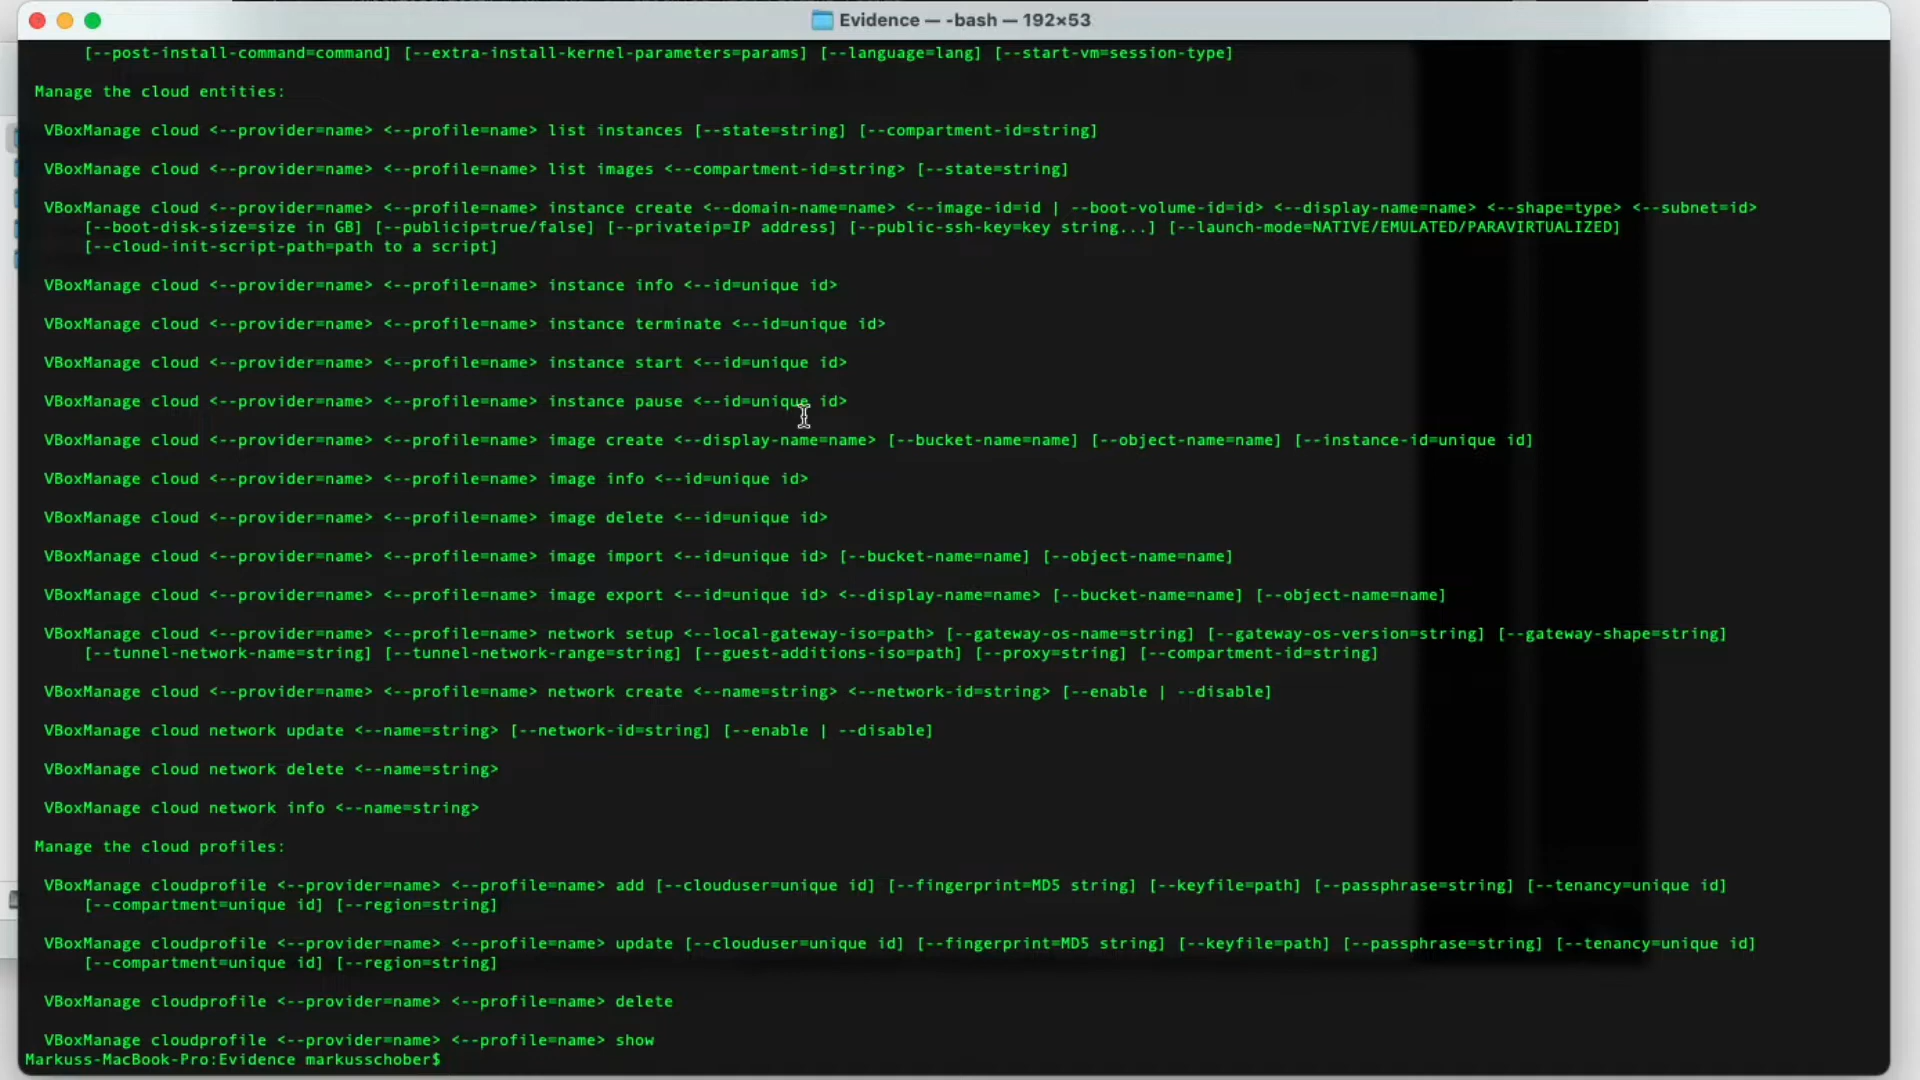 Evidence — -bash — 192×53
[--post-install-command=command] [--extra-install-kernel-parameters=params] [--language=lang] [--start-vm=session-type]
Manage the cloud entities:
VBoxManage cloud <--provider=name> <--profile=name> list instances [--state=string] [--compartment-id=string]
VBoxManage cloud <--provider=name> <--profile=name> list images <--compartment-id=string> [--state=string]
VBoxManage cloud <--provider=name> <--profile=name> instance create <--domain-name=name> <--image-id=id | --boot-volume-id=id> <--display-name=name> <--shape=type> <--subnet=id>
[--boot-disk-size=size in GB] [--publicip=true/false] [--privateip=IP address] [--public-ssh-key=key string...] [--launch-mode=NATIVE/EMULATED/PARAVIRTUALIZED]
[--cloud-init-script-path=path to a script]
VBoxManage cloud <--provider=name> <--profile=name> instance info <--id=unique id>
VBoxManage cloud <--provider=name> <--profile=name> instance terminate <--id=unique id>
VBoxManage cloud <--provider=name> <--profile=name> instance start <--id=unique id>
VBoxManage cloud <--provider=name> <--profile=name> instance pause <--id=unique id>
VBoxManage cloud <--provider=name> <--profile=name> image create <--display-name=name> [--bucket-name=name] [--object-name=name] [--instance-id=unique id]
VBoxManage cloud <--provider=name> <--profile=name> image info <--id=unique id>
VBoxManage cloud <--provider=name> <--profile=name> image delete <--id=unique id>
VBoxManage cloud <--provider=name> <--profile=name> image import <--id=unique id> [--bucket-name=name] [--object-name=name]
VBoxManage cloud <--provider=name> <--profile=name> image export <--id=unique id> <--display-name=name> [--bucket-name=name] [--object-name=name]
VBoxManage cloud <--provider=name> <--profile=name> network setup <--local-gateway-iso=path> [--gateway-os-name=string] [--gateway-os-version=string] [--gateway-shape=string]
[--tunnel-network-name=string] [--tunnel-network-range=string] [--guest-additions-iso=path] [--proxy=string] [--compartment-id=string]
VBoxManage cloud <--provider=name> <--profile=name> network create <--name=string> <--network-id=string> [--enable | --disable]
VBoxManage cloud network update <--name=string> [--network-id=string] [--enable | --disable]
VBoxManage cloud network delete <--name=string>
VBoxManage cloud network info <--name=string>
Manage the cloud profiles:
VBoxManage cloudprofile <--provider=name> <--profile=name> add [--clouduser=unique id] [--fingerprint=MD5 string] [--keyfile=path] [--passphrase=string] [--tenancy=unique id]
[--compartment=unique id] [--region=string]
VBoxManage cloudprofile <--provider=name> <--profile=name> update [--clouduser=unique id] [--fingerprint=MD5 string] [--keyfile=path] [--passphrase=string] [--tenancy=unique id]
[--compartment=unique id] [--region=string]
VBoxManage cloudprofile <--provider=name> <--profile=name> delete
VBoxManage cloudprofile <--provider=name> <--profile=name> show
Markuss-MacBook-Pro:Evidence markusschober$